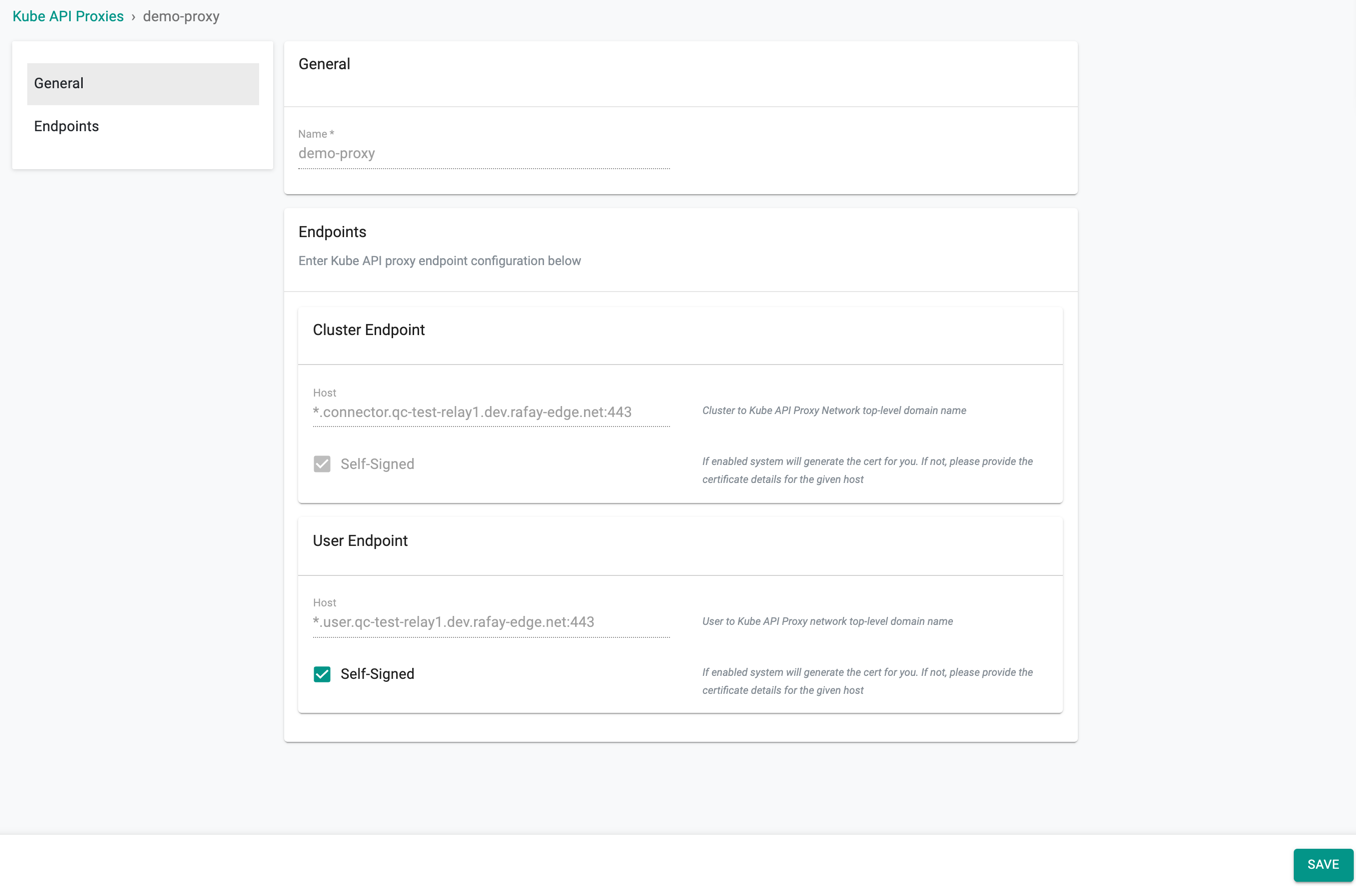 Kube API Proxies › demo-proxy
General
Endpoints
General
Name *
demo-proxy
Endpoints
Enter Kube API proxy endpoint configuration below
Cluster Endpoint
Host
*.connector.qc-test-relay1.dev.rafay-edge.net:443
Cluster to Kube API Proxy Network top-level domain name
Self-Signed
If enabled system will generate the cert for you. If not, please provide the
certificate details for the given host
User Endpoint
Host
*.user.qc-test-relay1.dev.rafay-edge.net:443
User to Kube API Proxy network top-level domain name
Self-Signed
If enabled system will generate the cert for you. If not, please provide the
certificate details for the given host
SAVE